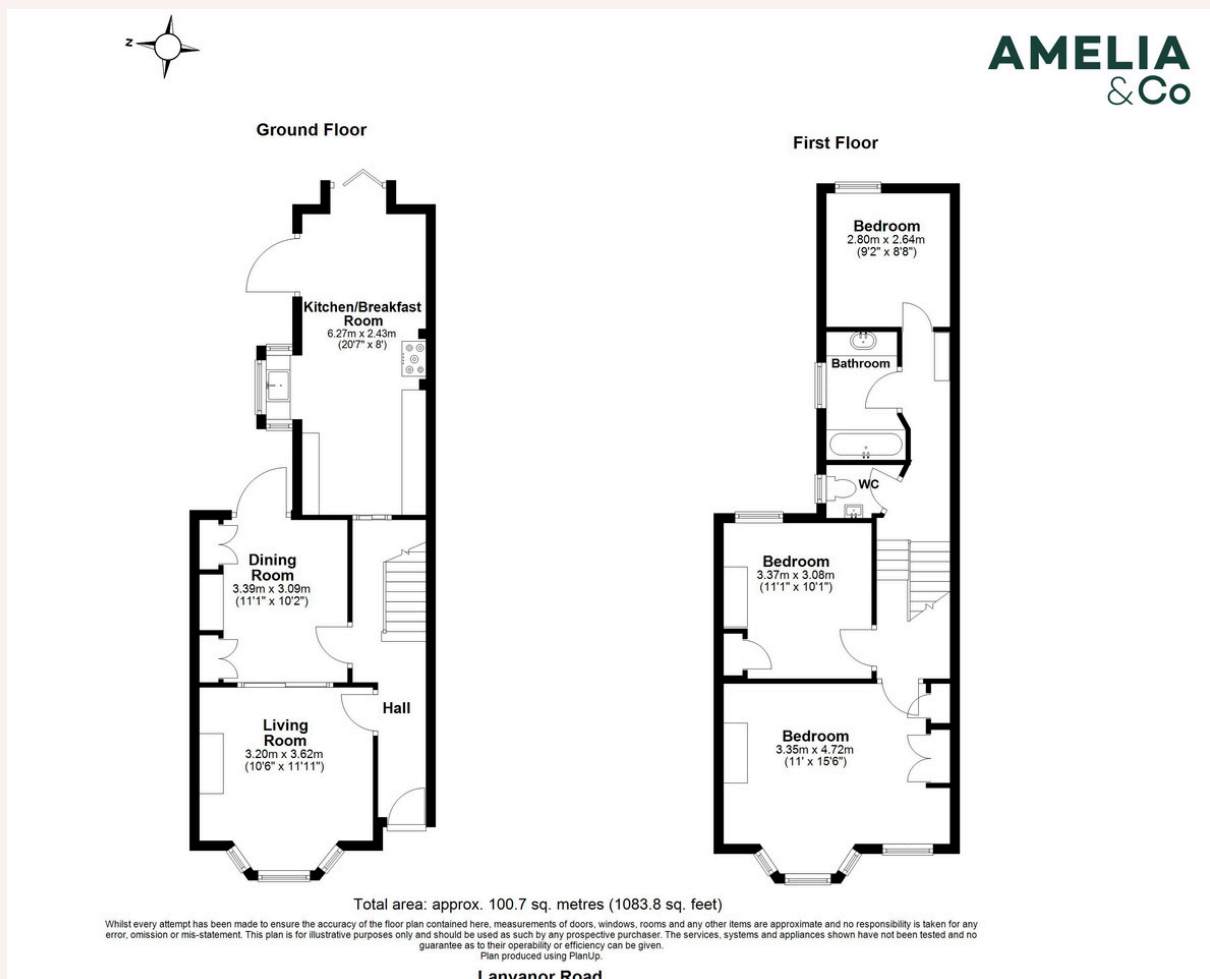 Z
AMELIA
&Co
Ground Floor
Kitchen/Breakfast
Room
6.27m x 2.43m
(20'7" x 8')
Dining
Room
3.39m x 3.09m
(11'1" x 10'2")
Hall
Living
Room
3.20m x 3.62m
(10'6" x 11'11")
First Floor
Bedroom
2.80m x 2.64m
(9'2" x 8'8")
Bathroom
WC
Bedroom
3.37m x 3.08m
(11'1" x 10'1")
Bedroom
3.35m x 4.72m
(11' x 15'6")
Total area: approx. 100.7 sq. metres (1083.8 sq. feet)
Whilst every attempt has been made to ensure the accuracy of the floor plan contained here, measurements of doors, windows, rooms and any other items are approximate and no responsibility is taken for any
error, omission or mis-statement. This plan is for illustrative purposes only and should be used as such by any prospective purchaser. The services, systems and appliances shown have not been tested and no
guarantee as to their operability or efficiency can be given.
Plan produced using PlanUp.
Lanvanor Road